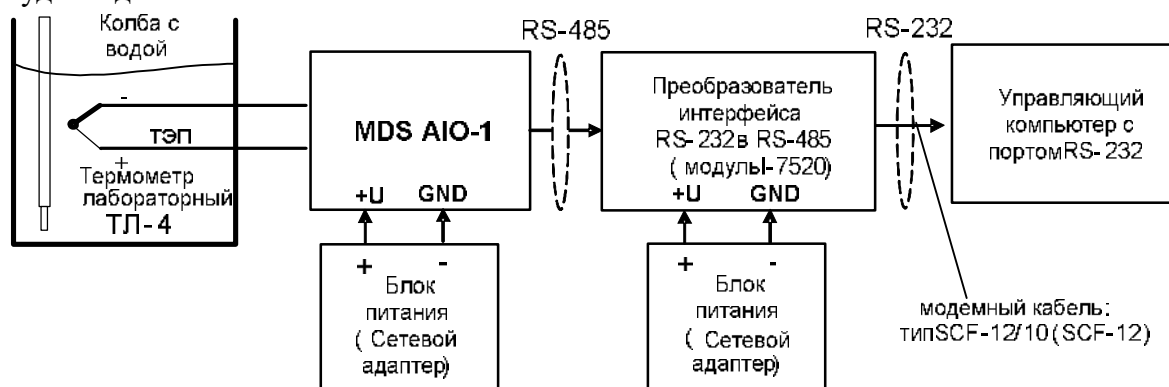 Колба с
водой
-
ТЭП
+
Термометр
лабораторный
ТЛ-4
MDS AIO-1
+U GND
+ -
Блок
питания
( Сетевой
адаптер)
RS-485
Преобразователь
интерфейса
RS-232в RS-485
( модульI-7520)
+U GND
+ -
Блок
питания
( Сетевой
адаптер)
RS-232
Управляющий
компьютер с
портомRS-232
модемный кабель:
типSCF-12/10(SCF-12)